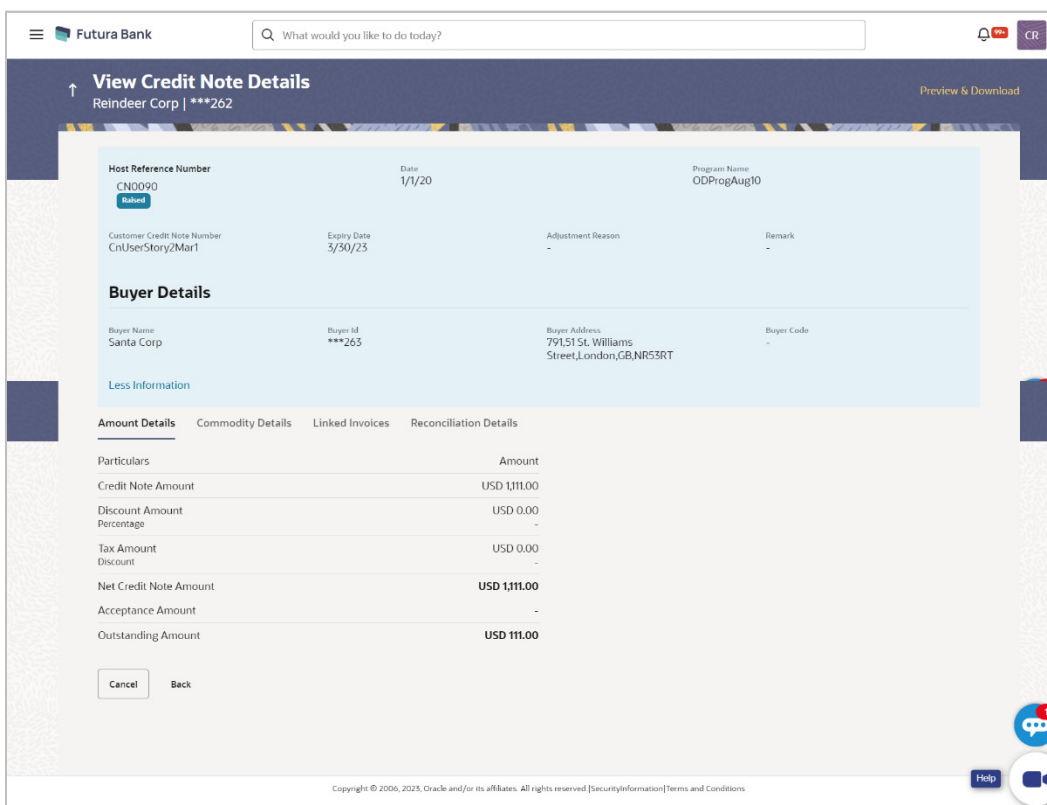 Futura Bank
What would you like to do today?
99+
CR
View Credit Note Details
Reindeer Corp | ***262
Preview & Download
Host Reference Number
Date
Program Name
CN0090
1/1/20
ODProgAug10
Raised
Customer Credit Note Number
Expiry Date
Adjustment Reason
Remark
CnUserStory2Mar1
3/30/23
-
-
Buyer Details
Buyer Name
Buyer Id
Buyer Address
Buyer Code
Santa Corp
***263
791,51 St. Williams
Street,London,GB,NR53RT
-
Less Information
Amount Details
Commodity Details
Linked Invoices
Reconciliation Details
Particulars Amount
Credit Note Amount USD 1,111.00
Discount Amount USD 0.00
Percentage -
Tax Amount USD 0.00
Discount -
Net Credit Note Amount USD 1,111.00
Acceptance Amount -
Outstanding Amount USD 111.00
Cancel
Back
Help
Copyright © 2006, 2023, Oracle and/or its affiliates. All rights reserved.|SecurityInformation|Terms and Conditions